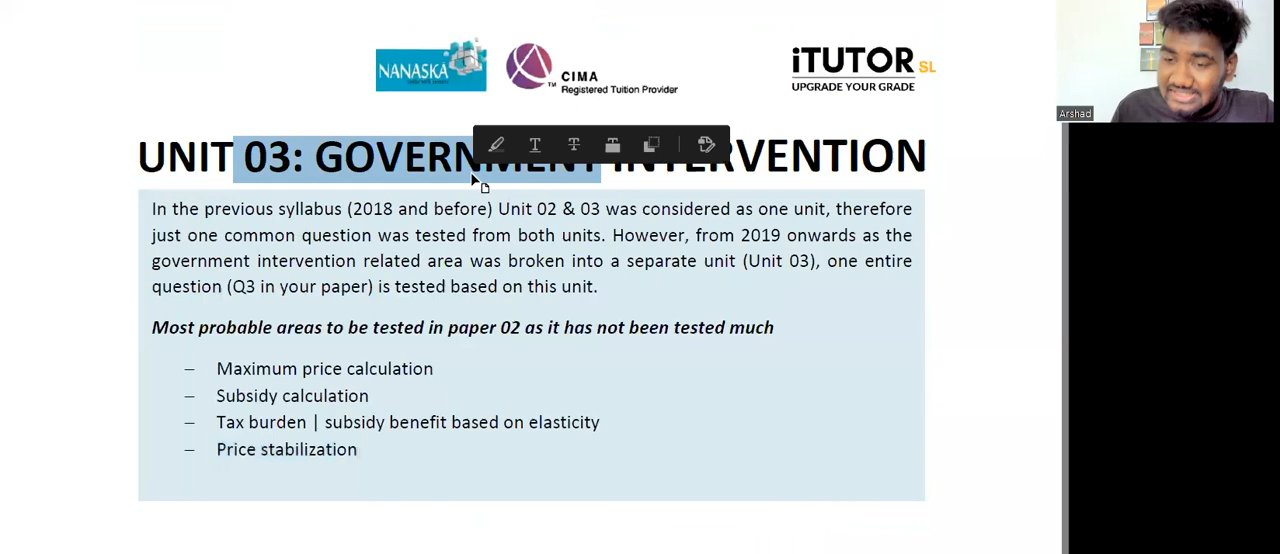 NANASKA
CIMA
Registered Tuition Provider
iTUTOR SL
UPGRADE YOUR GRADE
Arshad
UNIT 03: GOVERNMENT INTERVENTION
In the previous syllabus (2018 and before) Unit 02 & 03 was considered as one unit, therefore
just one common question was tested from both units. However, from 2019 onwards as the
government intervention related area was broken into a separate unit (Unit 03), one entire
question (Q3 in your paper) is tested based on this unit.
Most probable areas to be tested in paper 02 as it has not been tested much
– Maximum price calculation
– Subsidy calculation
– Tax burden | subsidy benefit based on elasticity
– Price stabilization